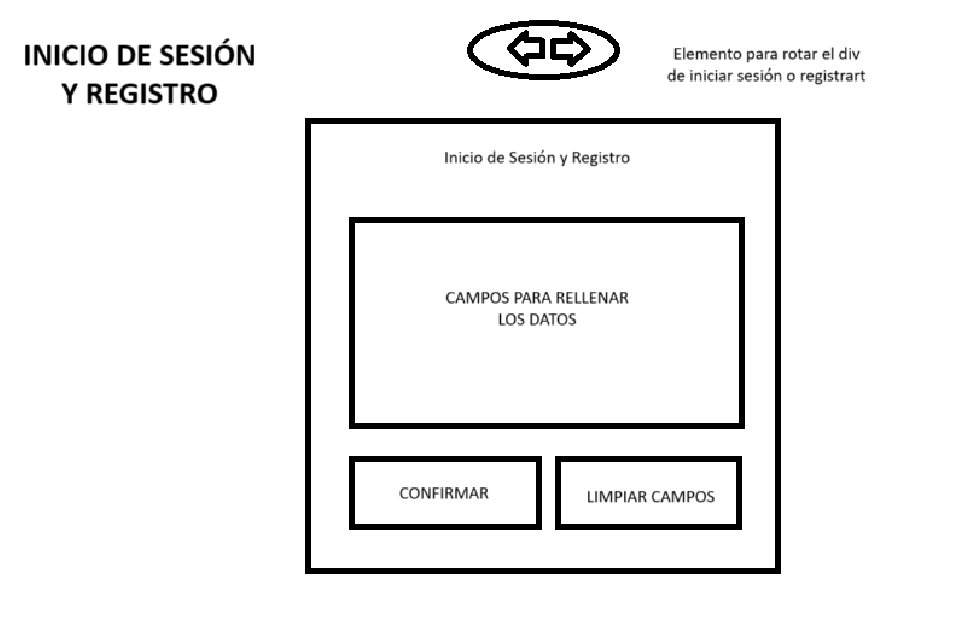 INICIO DE SESIÓN
Y REGISTRO
Elemento para rotar el div
de iniciar sesión o registrart
Inicio de Sesión y Registro
CAMPOS PARA RELLENAR
LOS DATOS
CONFIRMAR
LIMPIAR CAMPOS